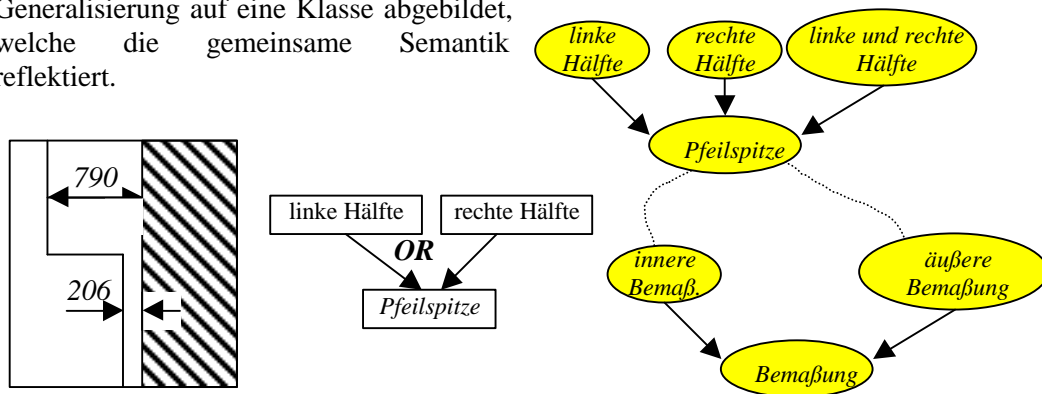 Generalisierung auf eine Klasse abgebildet,
welche die gemeinsame Semantik
reflektiert.
790
206
linke Hälfte
rechte Hälfte
OR
Pfeilspitze
linke
Hälfte
rechte
Hälfte
linke und rechte
Hälfte
Pfeilspitze
innere
Bemaß.
äußere
Bemaßung
Bemaßung